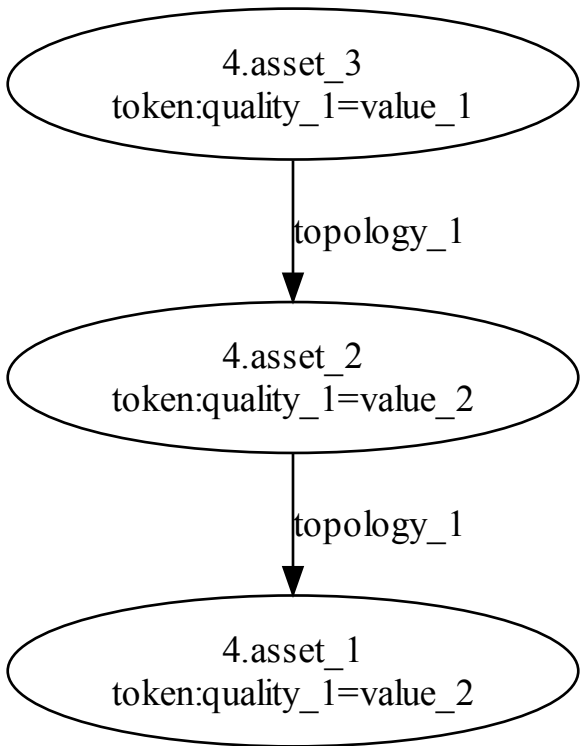 4.asset_3
token:quality_1=value_1
topology_1
4.asset_2
token:quality_1=value_2
topology_1
4.asset_1
token:quality_1=value_2